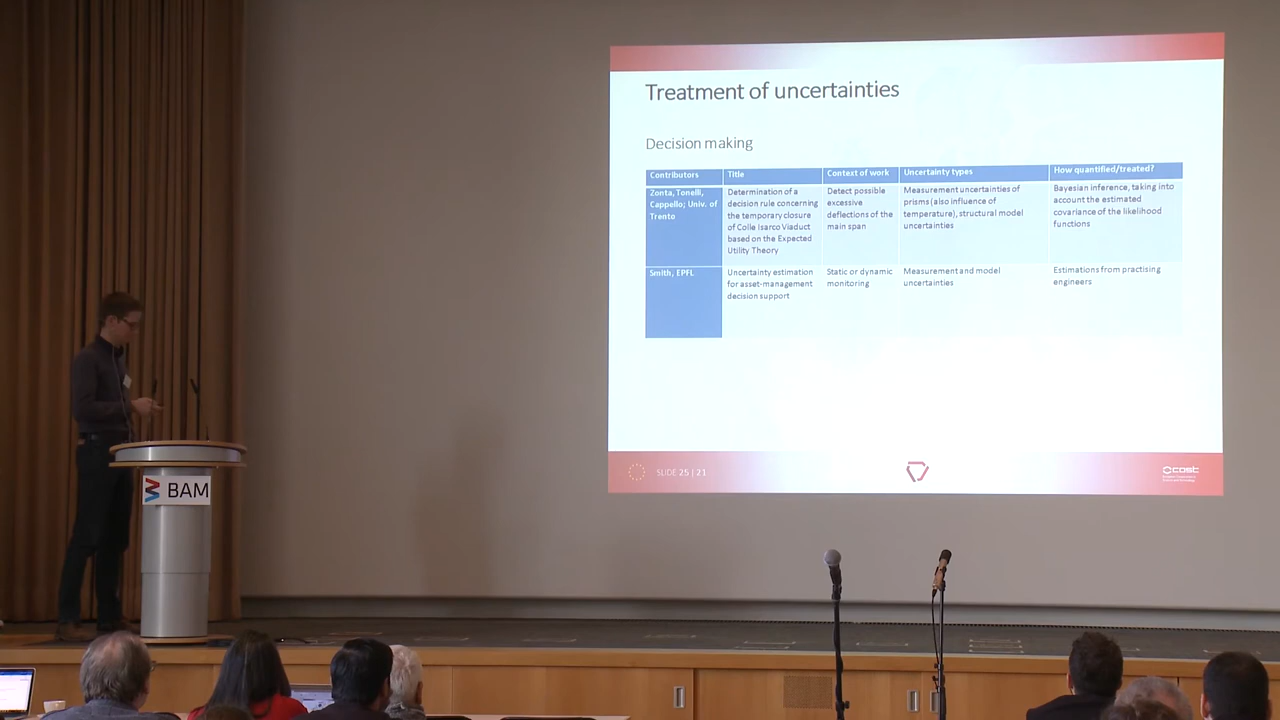 Treatment of uncertainties
Decision making
Contributors
Title
Context of work
Uncertainty types
How quantified/treated?
Zonta, Tonelli,
Cappello; Univ. of
Trento
Determination of a
decision rule concerning
the temporary closure
of Colle Isarco Viaduct
based on the Expected
Utility Theory
Detect possible
excessive
deflections of the
main span
Measurement uncertainties of
prisms (also influence of
temperature), structural model
uncertainties
Bayesian inference, taking into
account the estimated
covariance of the likelihood
functions
Smith, EPFL
Uncertainty estimation
for asset-management
decision support
Static or dynamic
monitoring
Measurement and model
uncertainties
Estimations from practising
engineers
SLIDE 25 | 21
cost
BAM